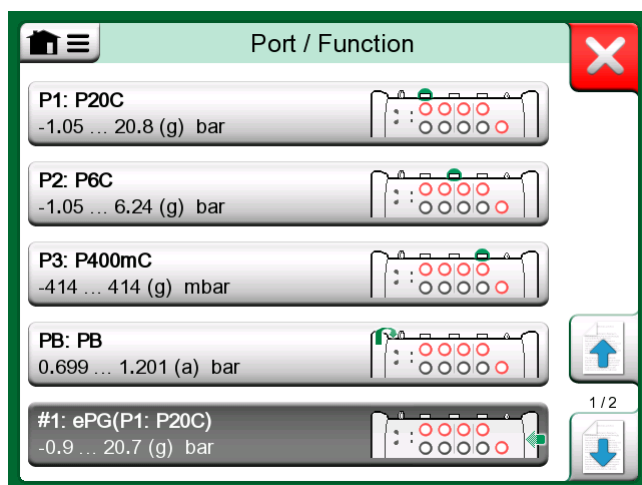 Port / Function
P1: P20C
-1.05 ... 20.8 (g) bar
P2: P6C
-1.05 ... 6.24 (g) bar
P3: P400mC
-414 ... 414 (g) mbar
PB: PB
0.699 ... 1.201 (a) bar
1 / 2
#1: ePG(P1: P20C)
-0.9 ... 20.7 (g) bar